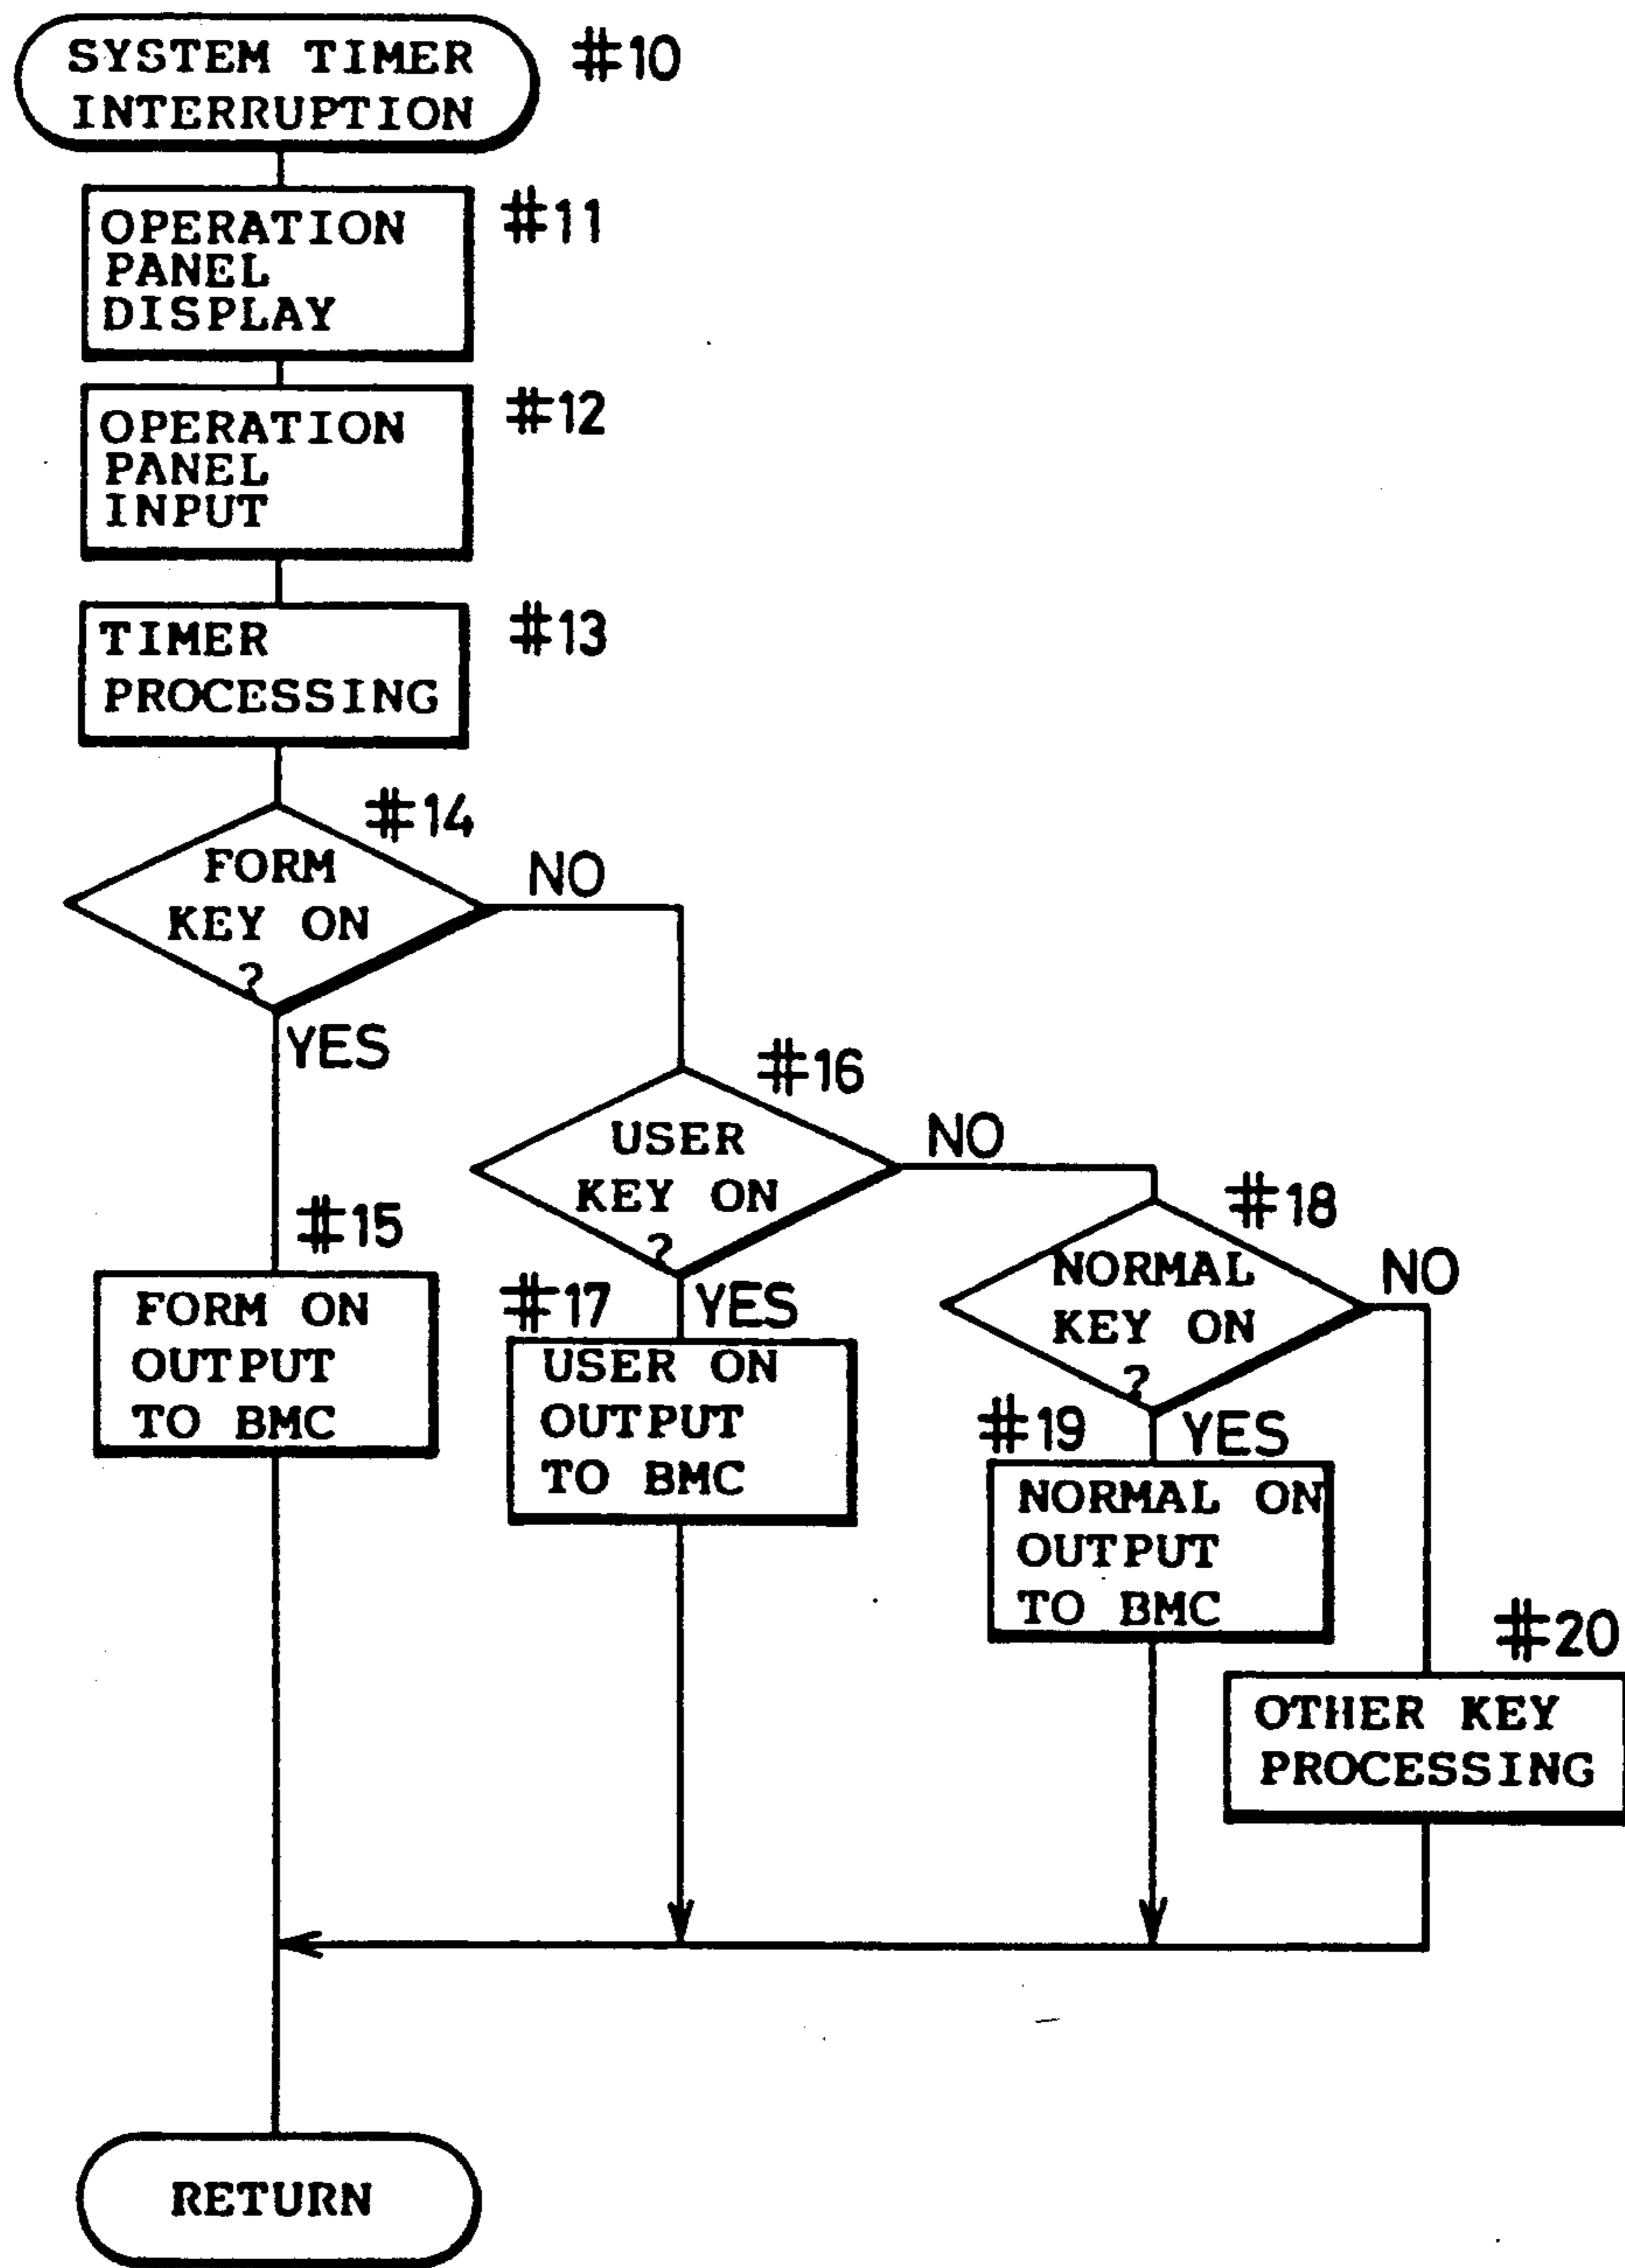 SYSTEM TIMER
INTERRUPTION
#10
OPERATION
PANEL
DISPLAY
#11
OPERATION
PANEL
INPUT
#12
TIMER
PROCESSING
#13
#14
FORM
KEY ON
?
NO
YES
#15
FORM ON
OUTPUT
TO BMC
#16
USER
KEY ON
?
NO
YES
#17
USER ON
OUTPUT
TO BMC
#18
NORMAL
KEY ON
?
NO
YES
#19
NORMAL ON
OUTPUT
TO BMC
#20
OTHER KEY
PROCESSING
RETURN